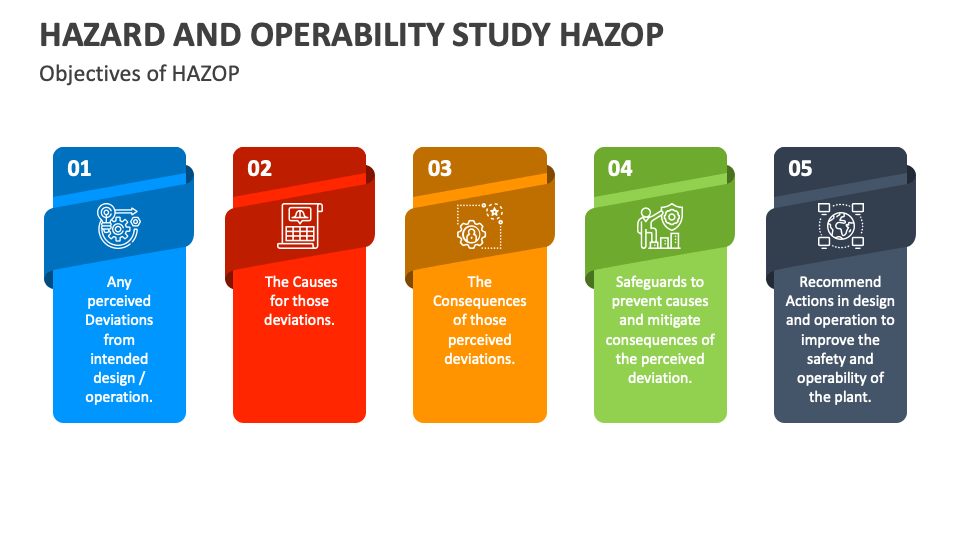 HAZARD AND OPERABILITY STUDY HAZOP
Objectives of HAZOP
01
Any
perceived
Deviations
from
intended
design /
operation.
02
The Causes
for those
deviations.
03
The
Consequences
of those
perceived
deviations.
04
Safeguards to
prevent causes
and mitigate
consequences of
the perceived
deviation.
05
Recommend
Actions in design
and operation to
improve the
safety and
operability of
the plant.